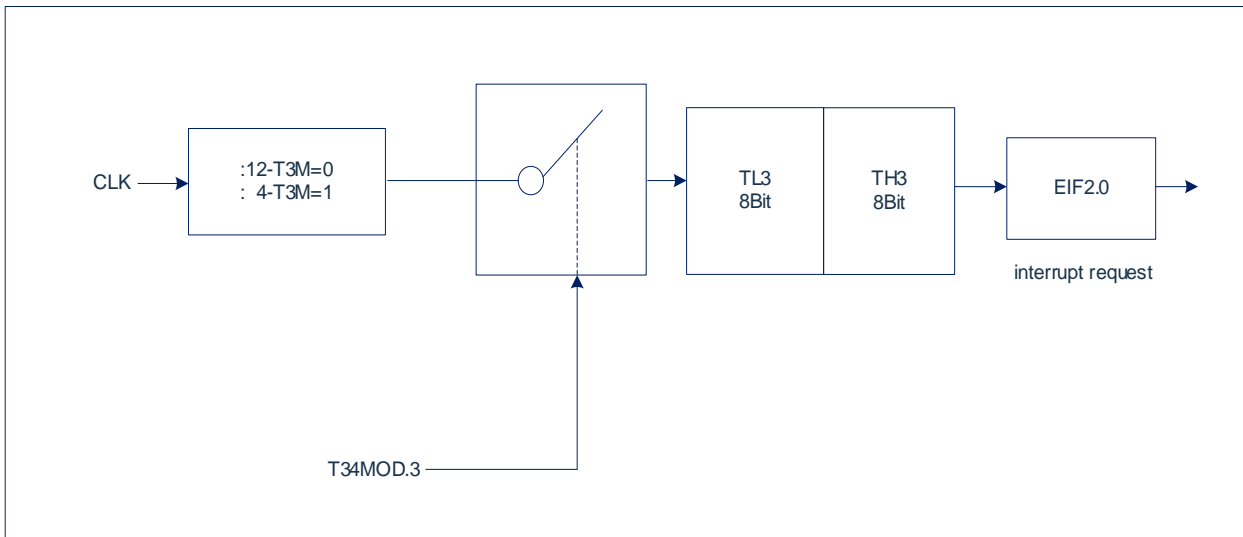 CLK
:12-T3M=0
: 4-T3M=1
TL3
8Bit
TH3
8Bit
EIF2.0
interrupt request
T34MOD.3